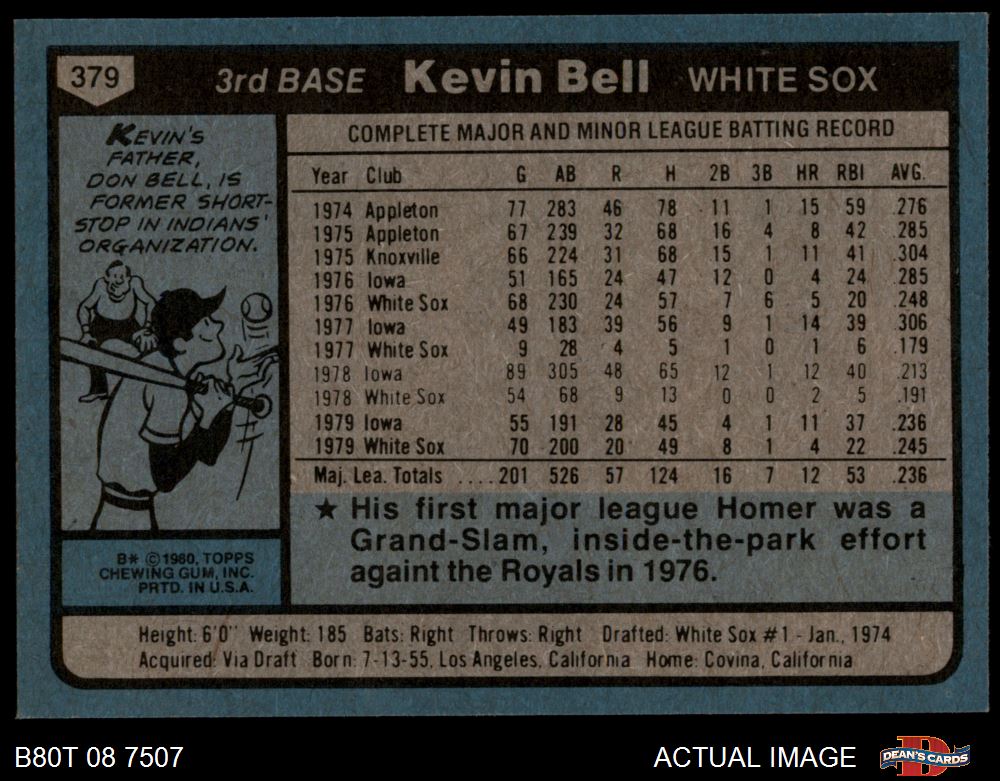 379 3rd BASE Kevin Bell WHITE SOX
KEVIN'S
FATHER,
DON BELL, IS
FORMER SHORT-
STOP IN INDIANS'
ORGANIZATION.
B* ©1980, TOPPS
CHEWING GUM, INC.
PRTD. IN U.S.A.
COMPLETE MAJOR AND MINOR LEAGUE BATTING RECORD
Year Club G AB R H 2B 3B HR RBI AVG.
1974 Appleton 77 283 46 78 11 1 15 59 .276
1975 Appleton 67 239 32 68 16 4 8 42 .285
1975 Knoxville 66 224 31 68 15 1 11 41 .304
1976 Iowa 51 165 24 47 12 0 4 24 .285
1976 White Sox 68 230 24 57 7 6 5 20 .248
1977 Iowa 49 183 39 56 9 1 14 39 .306
1977 White Sox 9 28 4 5 1 0 1 6 .179
1978 Iowa 89 305 48 65 12 1 12 40 .213
1978 White Sox 54 68 9 13 0 0 2 5 .191
1979 Iowa 55 191 28 45 4 1 11 37 .236
1979 White Sox 70 200 20 49 8 1 4 22 .245
Maj. Lea. Totals ....201 526 57 124 16 7 12 53 .236
★ His first major league Homer was a
Grand-Slam, inside-the-park effort
againt the Royals in 1976.
Height: 6'0" Weight: 185 Bats: Right Throws: Right Drafted: White Sox #1 - Jan., 1974
Acquired: Via Draft Born: 7-13-55, Los Angeles, California Home: Covina, California
B80T 08 7507 ACTUAL IMAGE DEAN'S CARDS